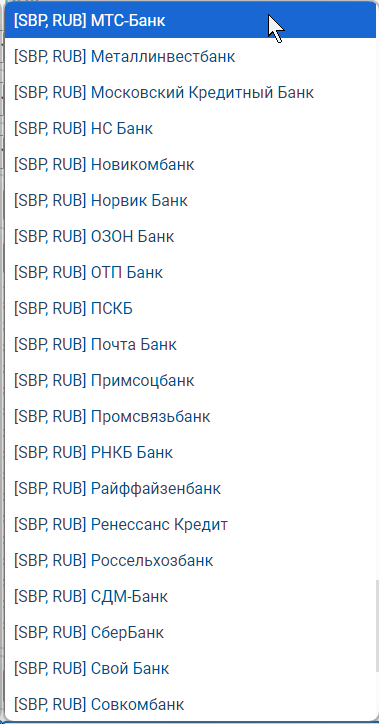 [SBP, RUB] МТС-Банк
[SBP, RUB] Металлинвестбанк
[SBP, RUB] Московский Кредитный Банк
[SBP, RUB] НС Банк
[SBP, RUB] Новикомбанк
[SBP, RUB] Норвик Банк
[SBP, RUB] ОЗОН Банк
[SBP, RUB] ОТП Банк
[SBP, RUB] ПСКБ
[SBP, RUB] Почта Банк
[SBP, RUB] Примсоцбанк
[SBP, RUB] Промсвязьбанк
[SBP, RUB] РНКБ Банк
[SBP, RUB] Райффайзенбанк
[SBP, RUB] Ренессанс Кредит
[SBP, RUB] Россельхозбанк
[SBP, RUB] СДМ-Банк
[SBP, RUB] СберБанк
[SBP, RUB] Свой Банк
[SBP, RUB] Совкомбанк